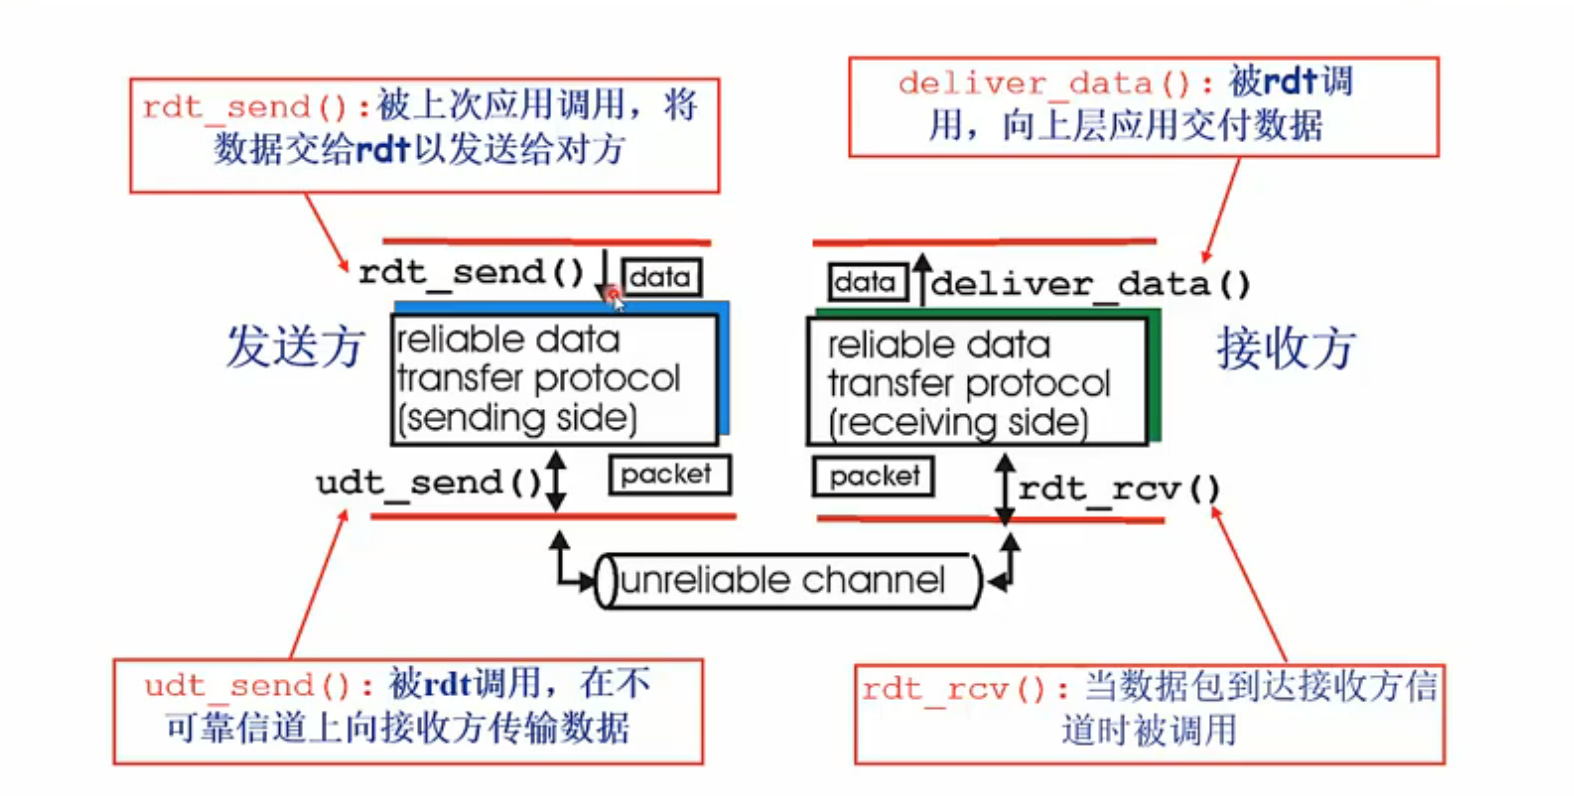 rdt_send():被上次应用调用，将
数据交给rdt以发送给对方
deliver_data(): 被rdt调
用，向上层应用交付数据
rdt_send()
data
data
deliver_data()
发送方
reliable data
transfer protocol
(sending side)
reliable data
transfer protocol
(receiving side)
接收方
udt_send()
packet
packet
rdt_rcv()
unreliable channel
udt_send(): 被rdt调用，在不
可靠信道上向接收方传输数据
rdt_rcv(): 当数据包到达接收方信
道时被调用